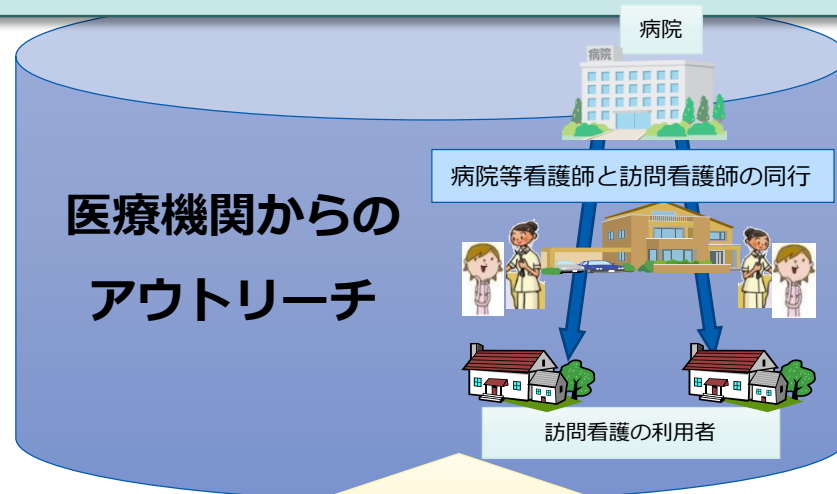 病院
病院
病院等看護師と訪問看護師の同行
医療機関からの
アウトリーチ
訪問看護の利用者